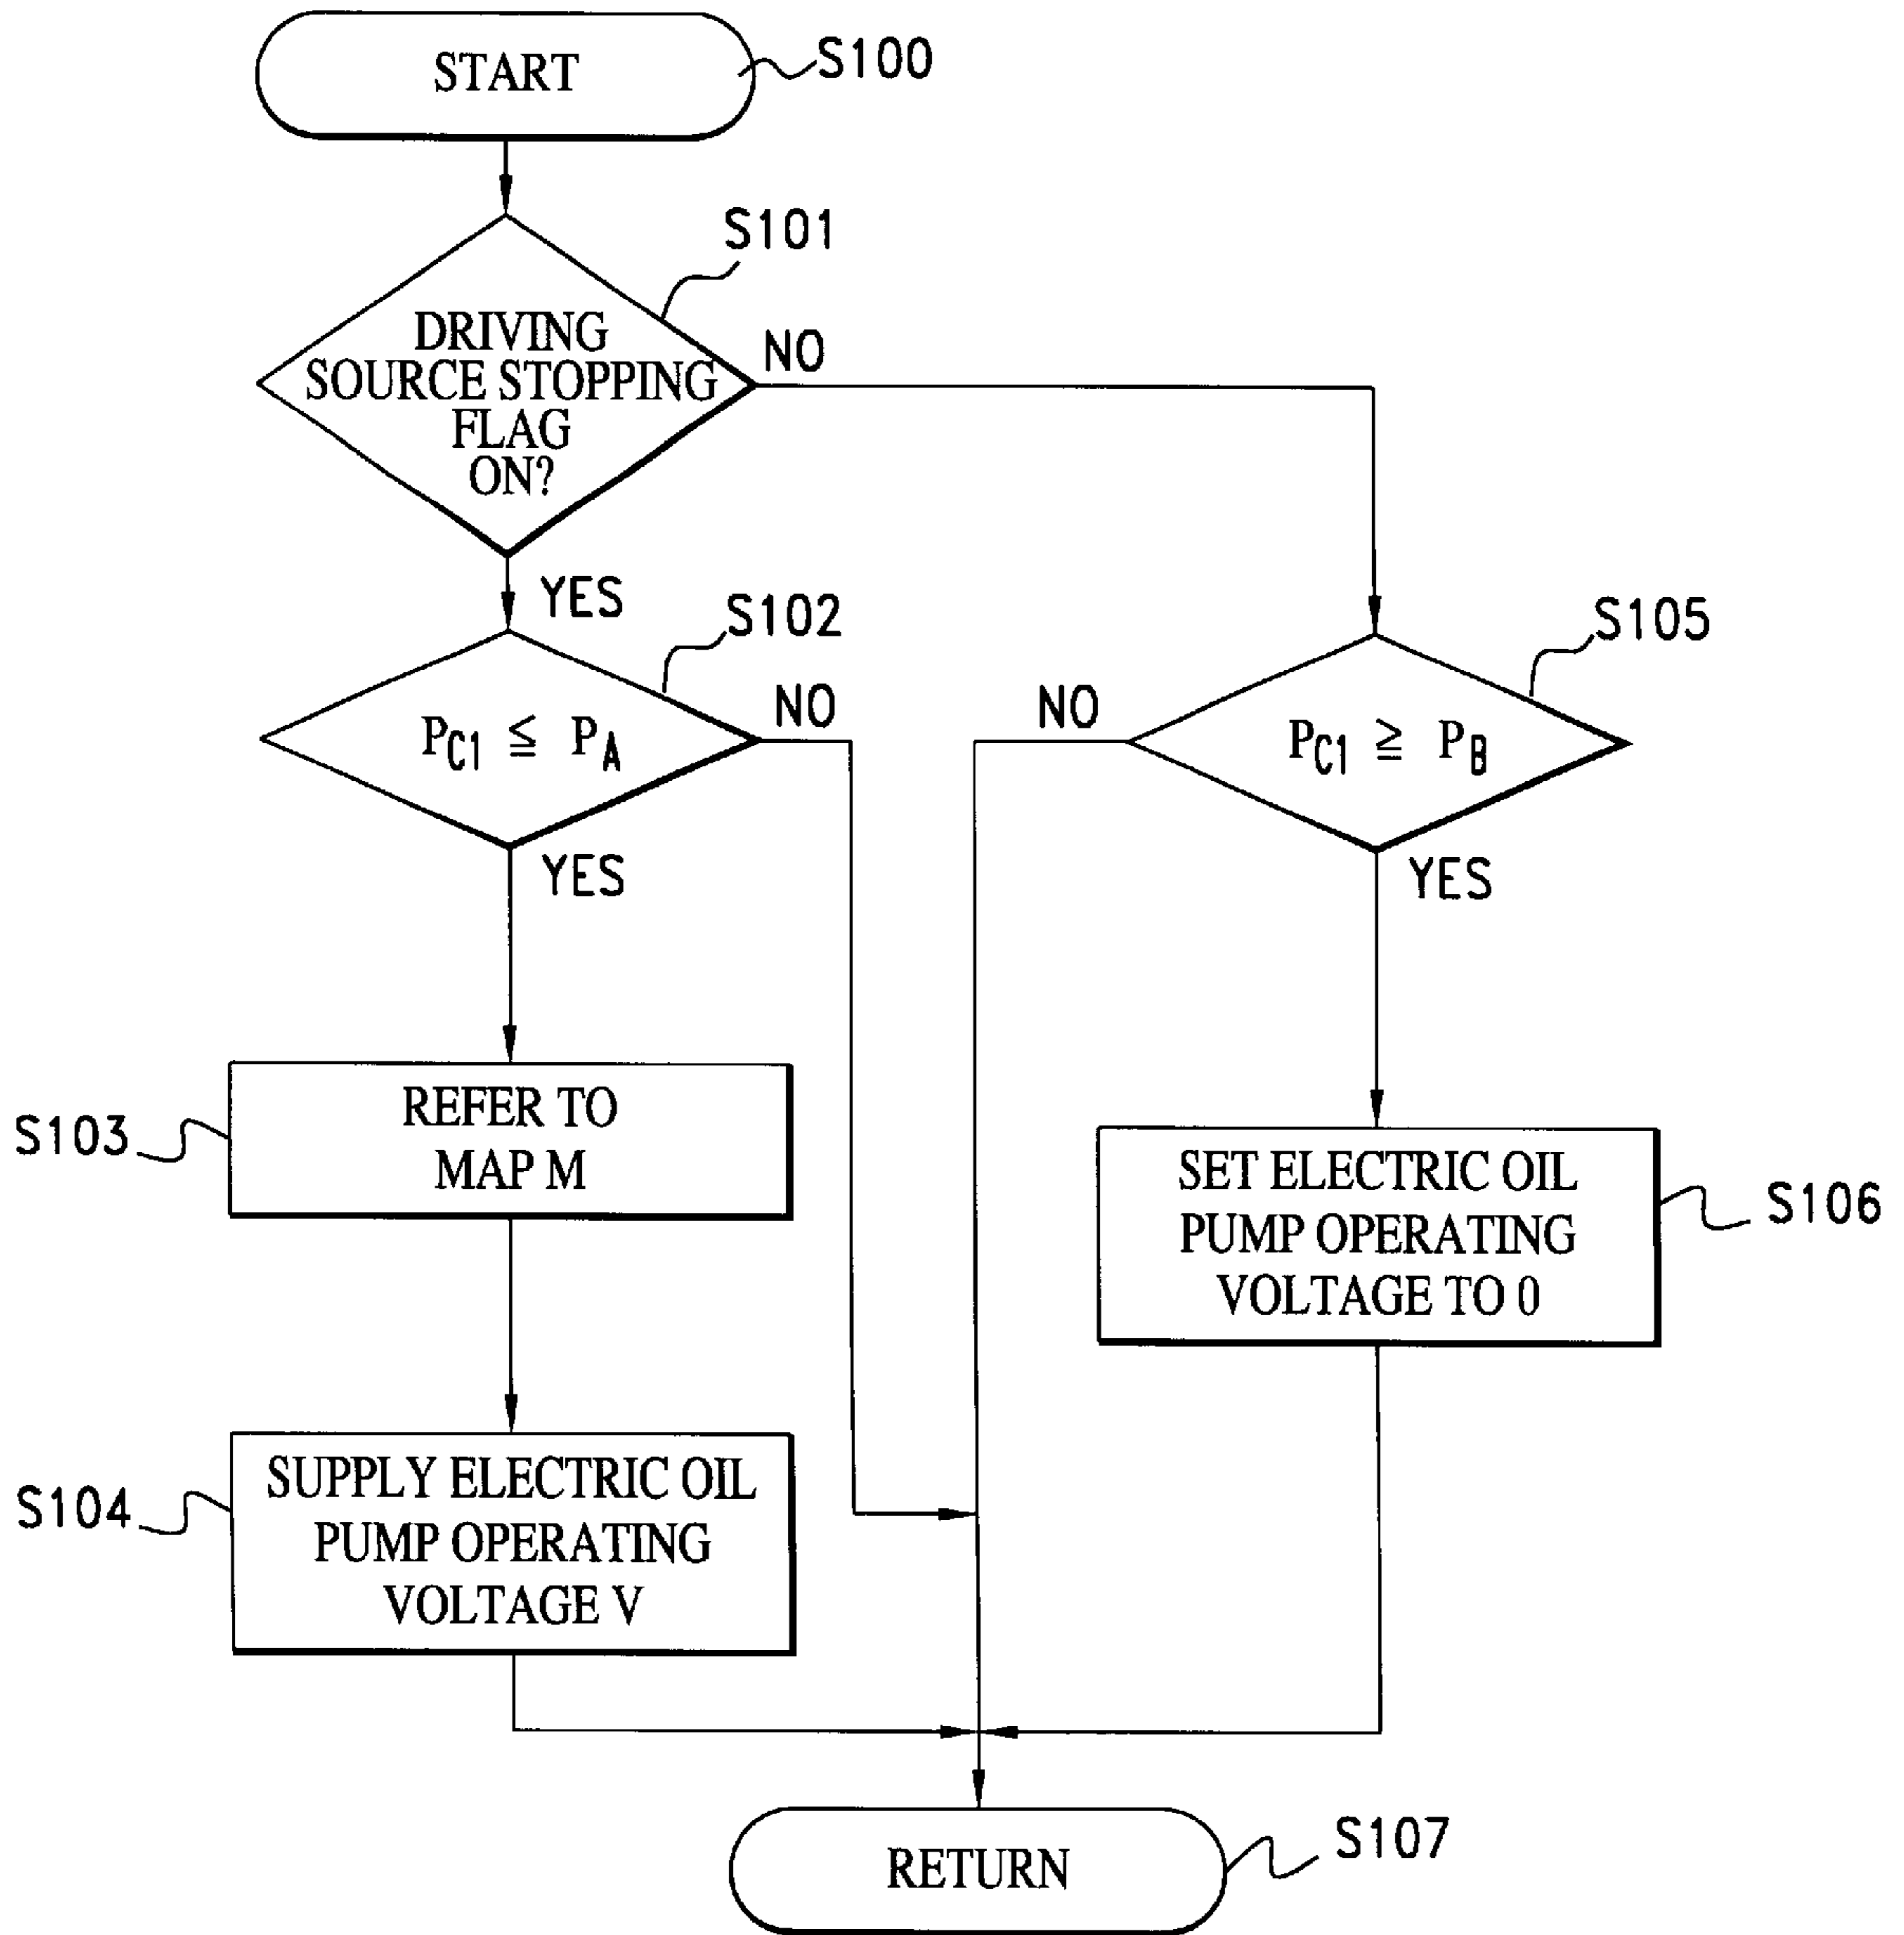 START
S100
S101
DRIVING
SOURCE STOPPING
FLAG
ON?
NO
YES
S102
S105
P_C1 ≦ P_A
NO
NO
P_C1 ≧ P_B
YES
YES
S103
REFER TO
MAP M
SET ELECTRIC OIL
PUMP OPERATING
VOLTAGE TO 0
S106
S104
SUPPLY ELECTRIC OIL
PUMP OPERATING
VOLTAGE V
RETURN
S107